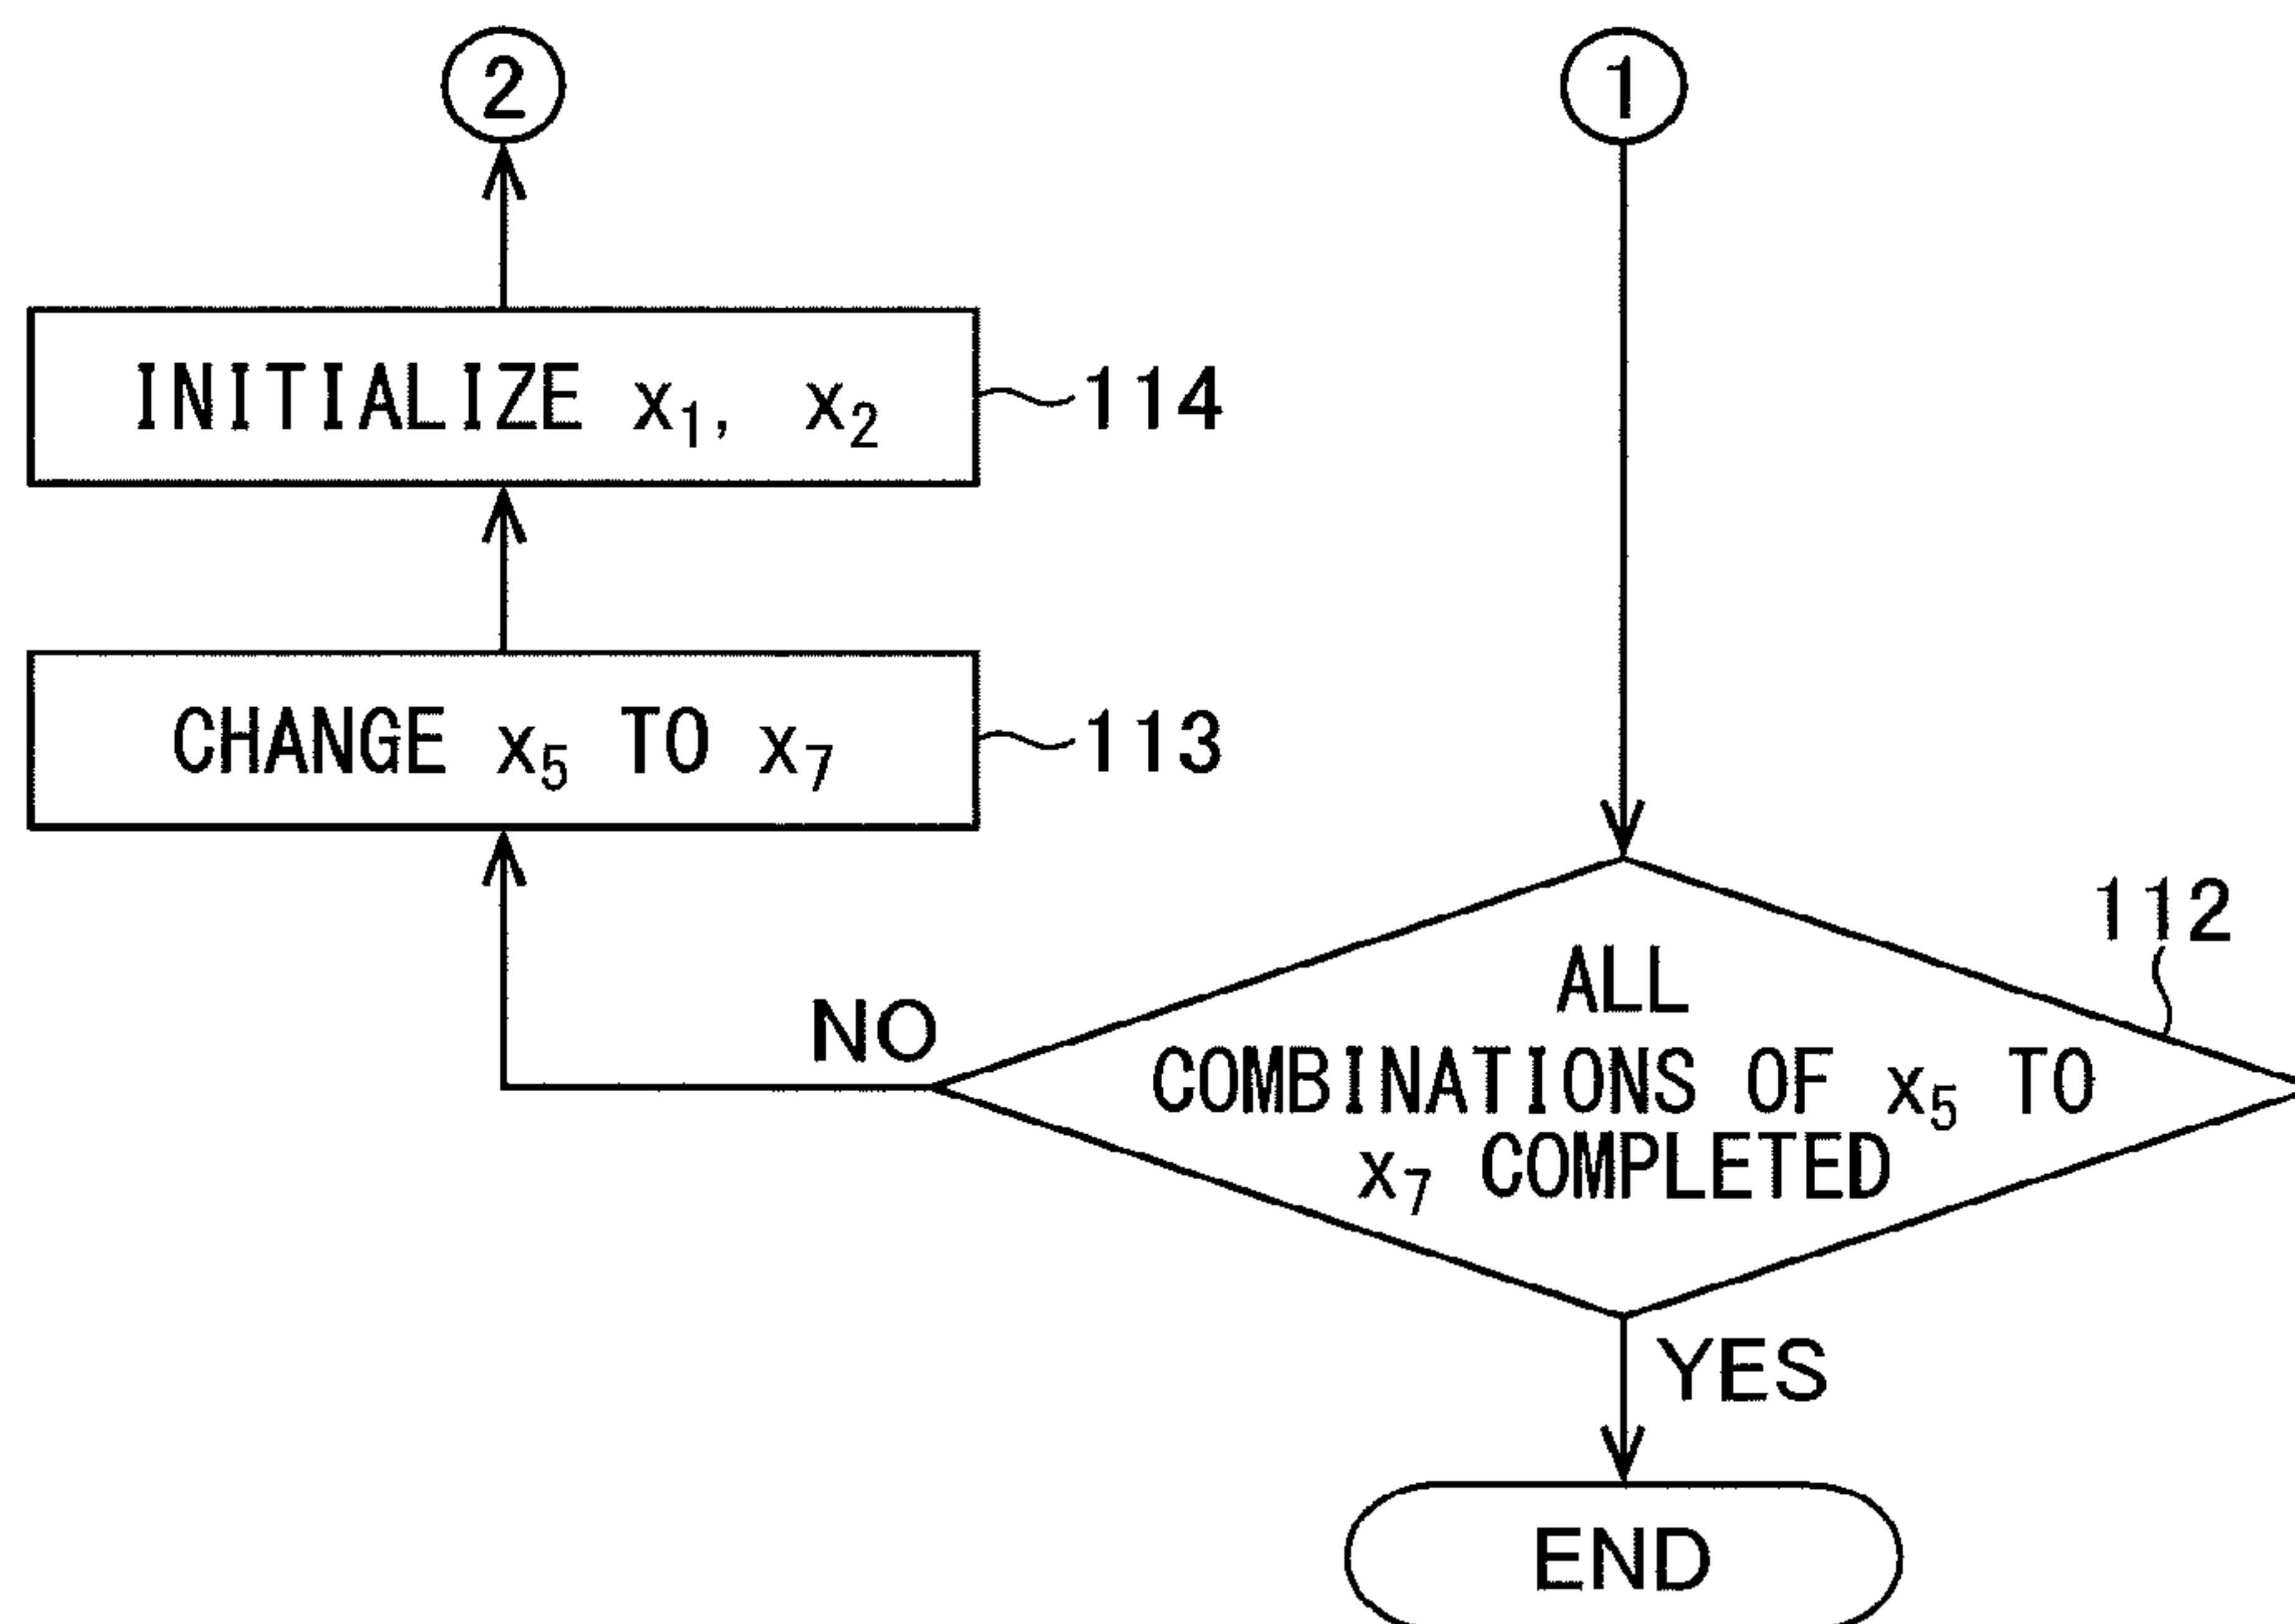 2
1
INITIALIZE x₁, x₂
114
CHANGE x₅ TO x₇
113
112
ALL
COMBINATIONS OF x₅ TO
x₇ COMPLETED
NO
YES
END